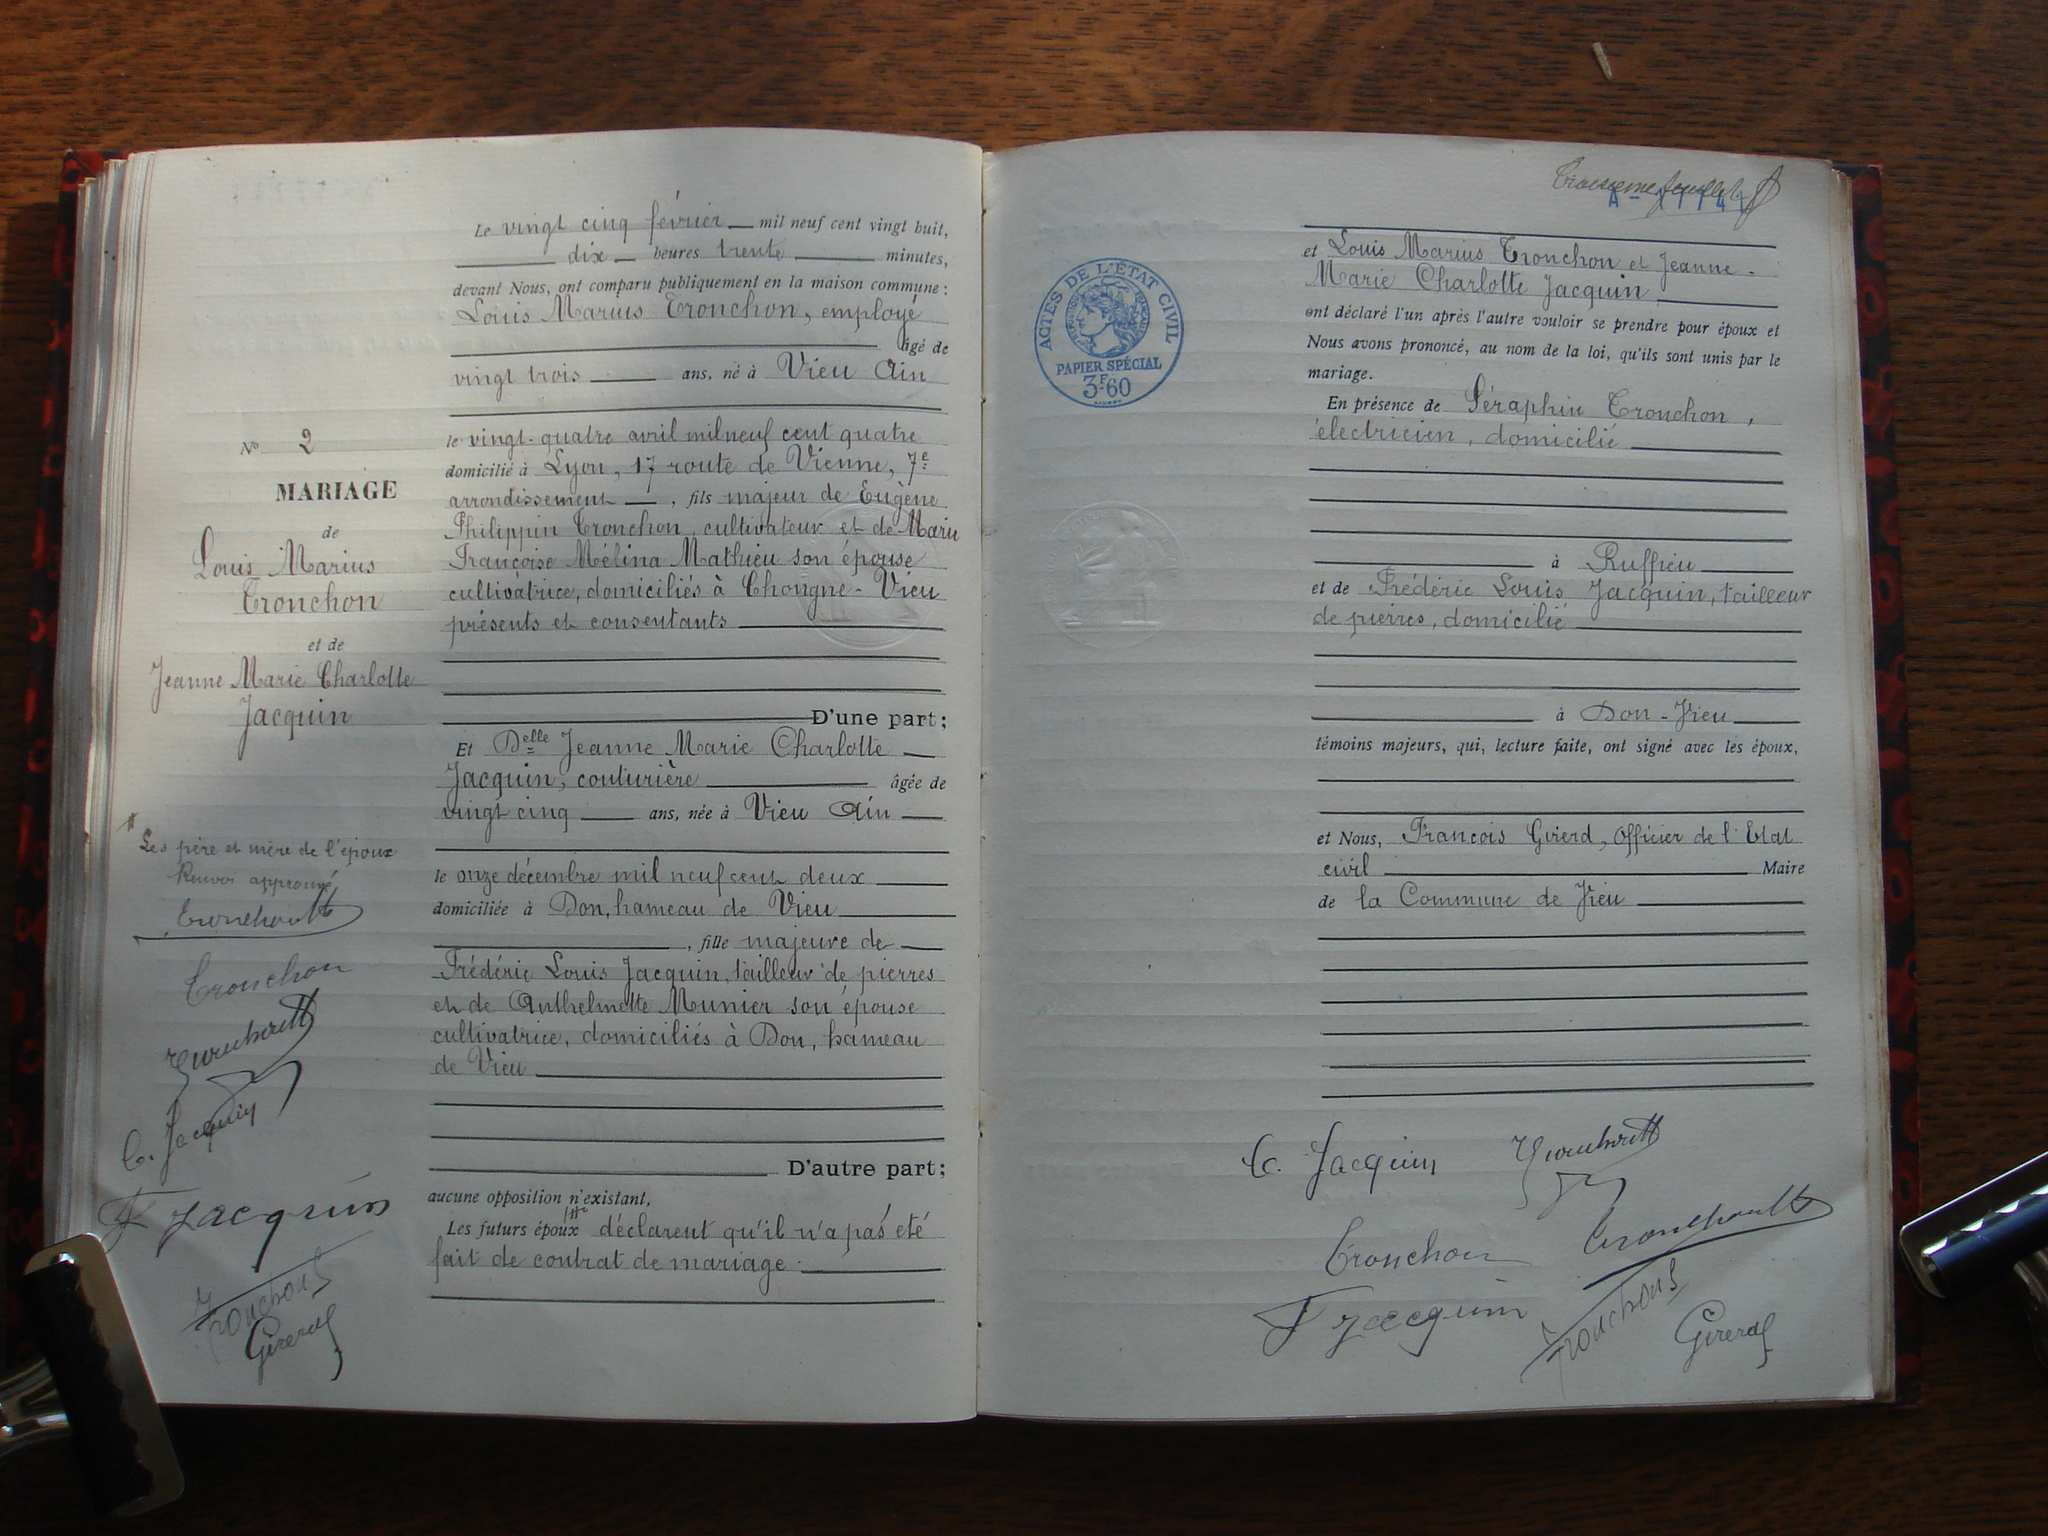 N° 2
MARIAGE
de
Louis Marius
Tronchon
et de
Jeanne Marie Charlotte
Jacquin
Les père et mère de l'époux
Renvoi approuvé
Tronchon
C. Jacquin
F Jacquin
Girerd
Le vingt cinq février mil neuf cent vingt huit,
dix heures trente minutes,
devant Nous, ont comparu publiquement en la maison commune :
Louis Marius Tronchon, employé
âgé de
vingt trois ans, né à Vieu Ain
le vingt-quatre avril mil neuf cent quatre
domicilié à Lyon, 17 route de Vienne, 7e
arrondissement, fils majeur de Eugène
Philippin Tronchon, cultivateur et de Marie
Françoise Mélina Mathieu son épouse
cultivatrice, domiciliés à Chongne-Vieu
présents et consentants
D'une part;
Et Delle Jeanne Marie Charlotte
Jacquin, couturière âgée de
vingt cinq ans, née à Vieu Ain
le onze décembre mil neuf cent deux
domiciliée à Don, hameau de Vieu
, fille majeure de
Frédéric Louis Jacquin, tailleur de pierres
et de Anthelmette Munier son épouse
cultivatrice, domiciliés à Don, hameau
de Vieu
D'autre part;
aucune opposition n'existant,
Les futurs époux déclarent qu'il n'a pas été
fait de contrat de mariage.
Troisième feuillet
ACTES DE L'ÉTAT CIVIL
PAPIER SPÉCIAL
3F60
et Louis Marius Tronchon et Jeanne-
Marie Charlotte Jacquin
ont déclaré l'un après l'autre vouloir se prendre pour époux et
Nous avons prononcé, au nom de la loi, qu'ils sont unis par le
mariage.
En présence de Séraphin Tronchon,
électricien, domicilié
à Ruffieu
et de Frédéric Louis Jacquin, tailleur
de pierres, domicilié
à Don-Vieu
témoins majeurs, qui, lecture faite, ont signé avec les époux,
et Nous, François Girerd, Officier de l'Etat
civil Maire
de la Commune de Vieu
C. Jacquin
Tronchon
F Jacquin
Girerd